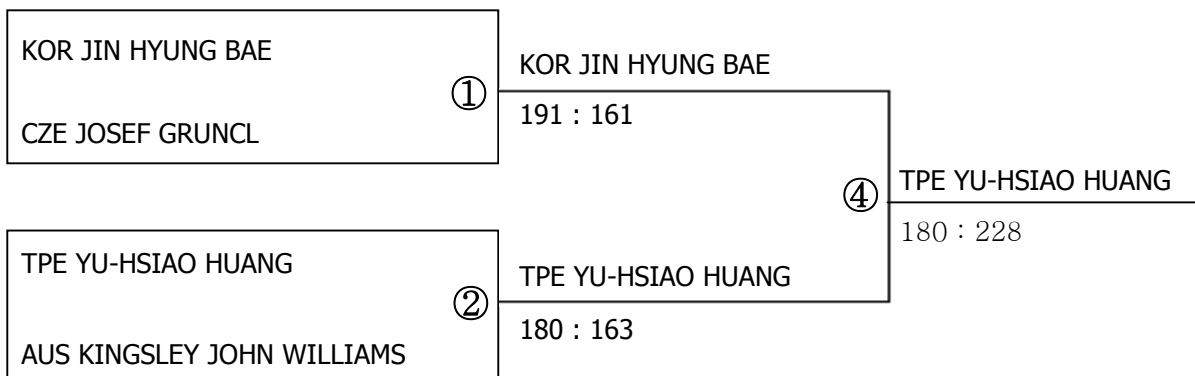 KOR JIN HYUNG BAE
CZE JOSEF GRUNCL
①
KOR JIN HYUNG BAE
191 : 161
TPE YU-HSIAO HUANG
AUS KINGSLEY JOHN WILLIAMS
②
TPE YU-HSIAO HUANG
180 : 163
④
TPE YU-HSIAO HUANG
180 : 228